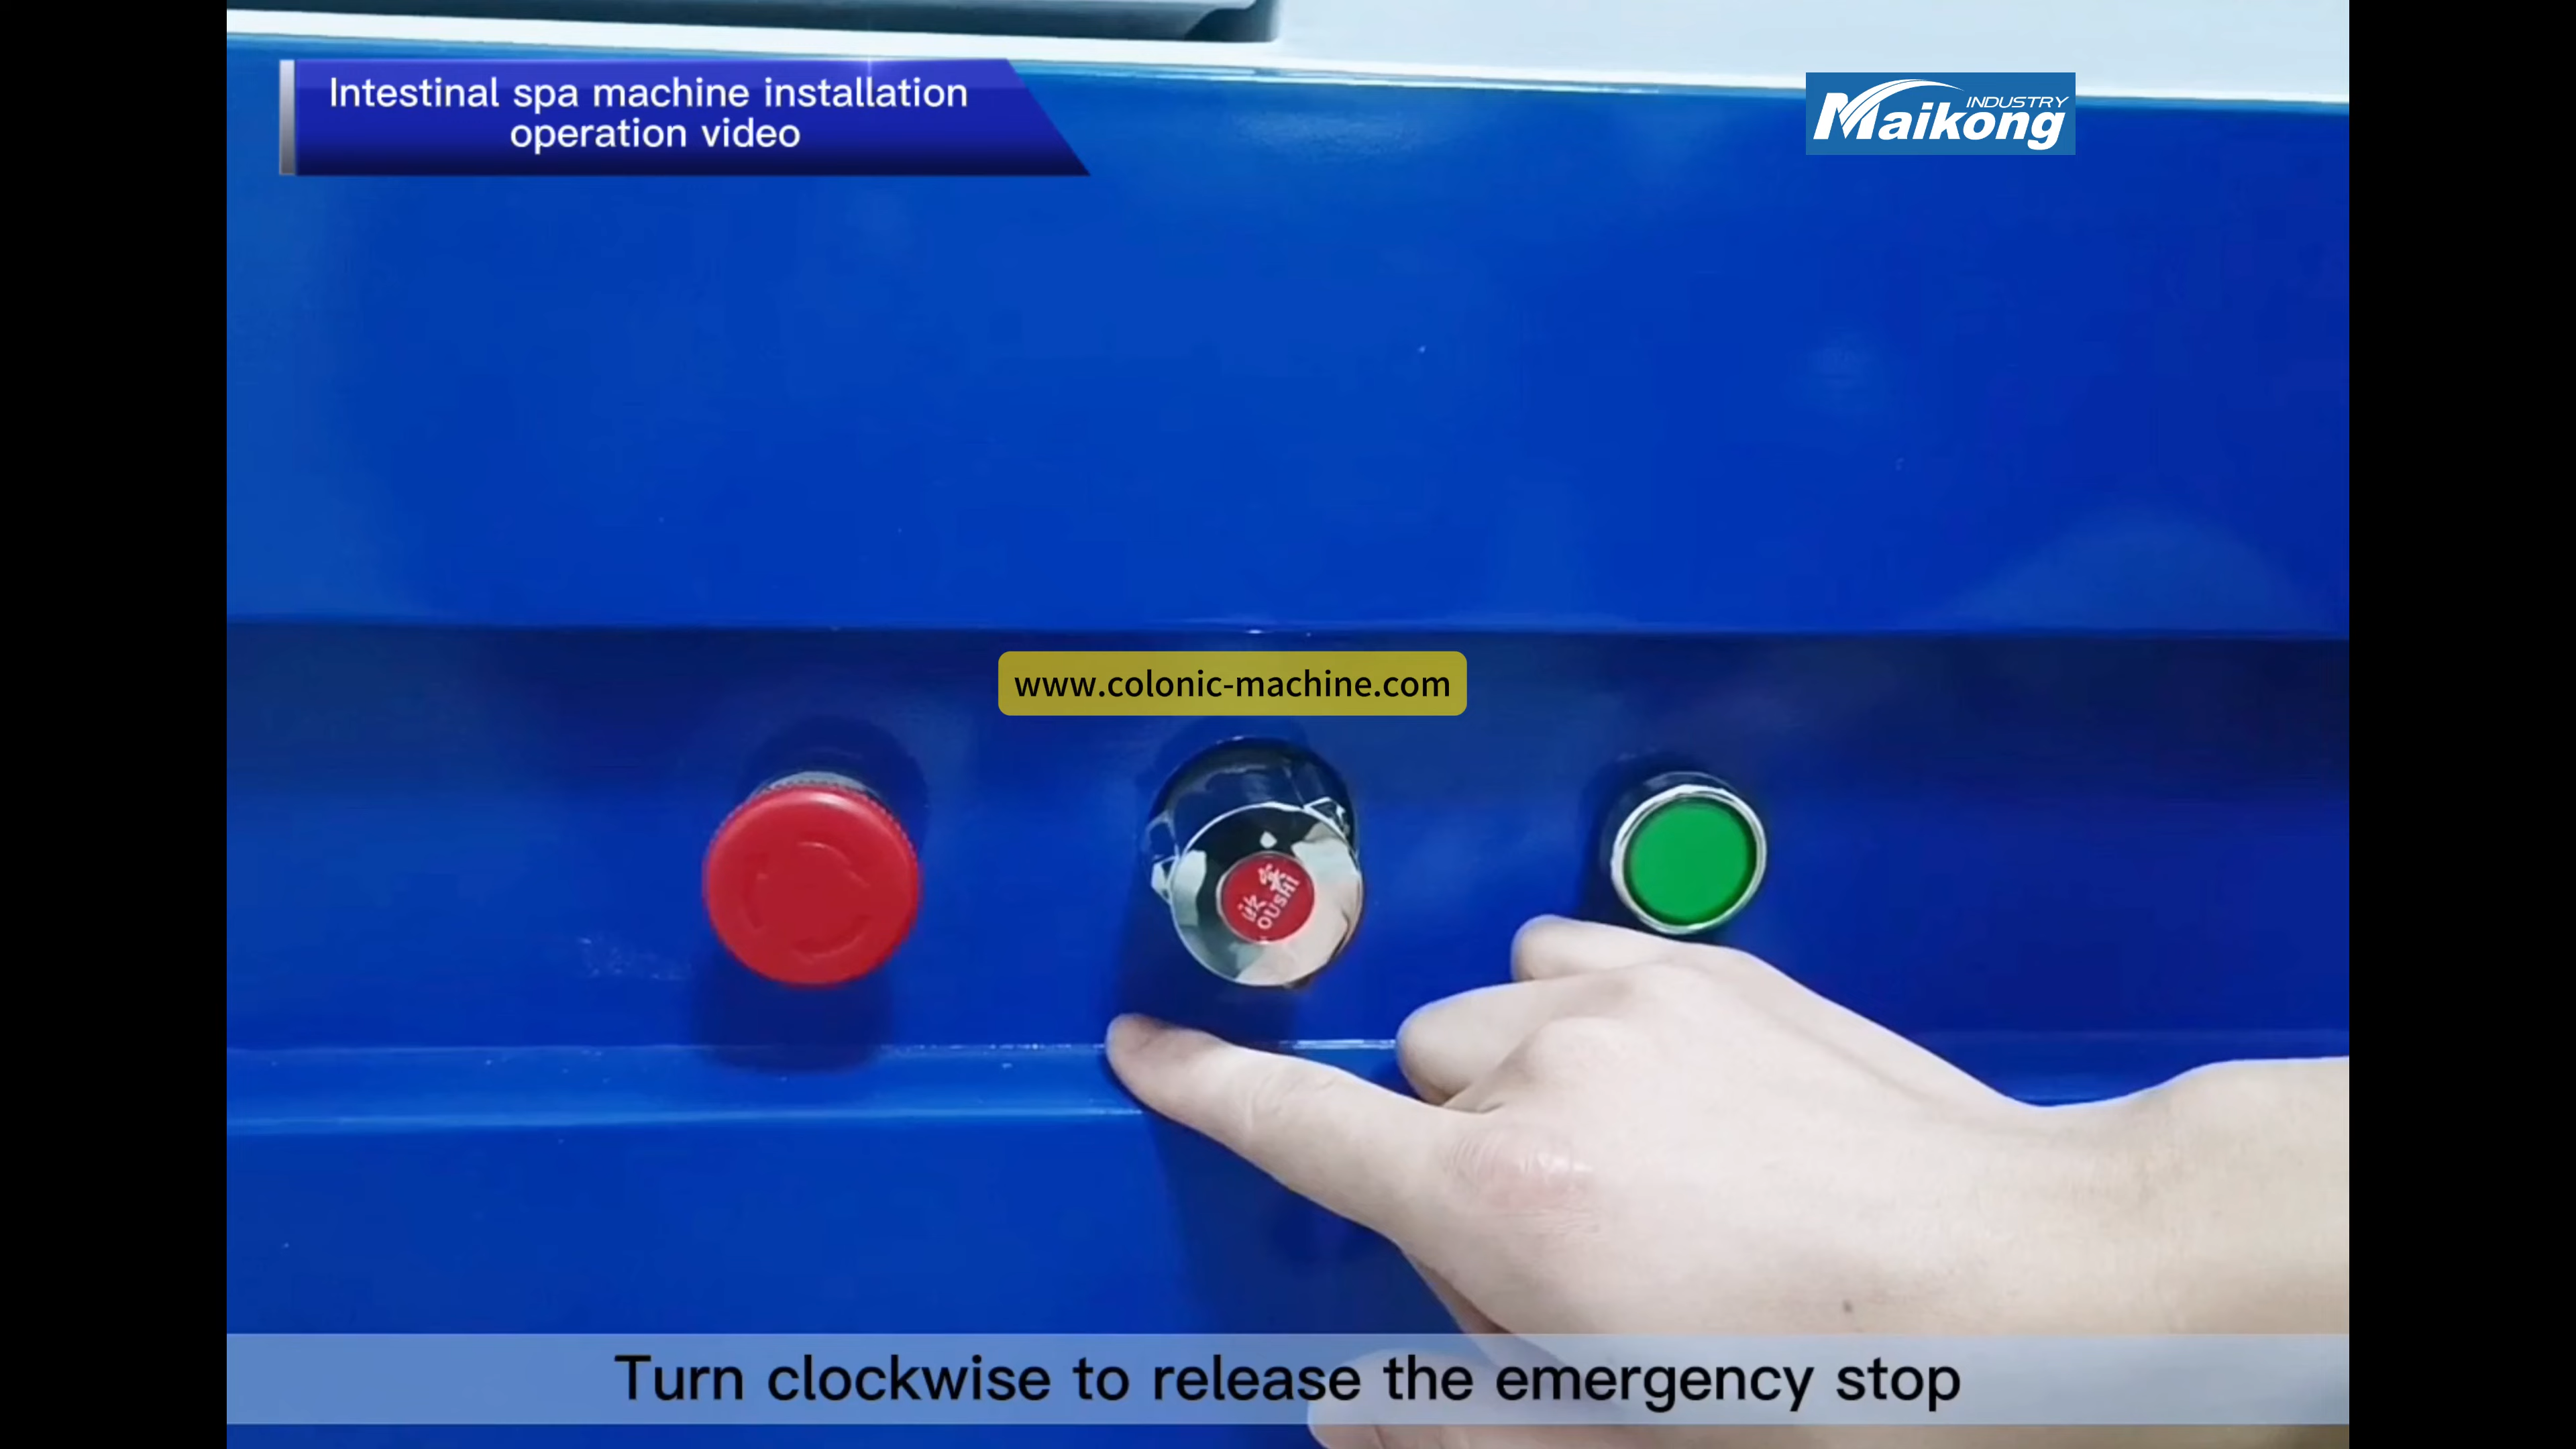 Intestinal spa machine installation
operation video
INDUSTRY
Maikong
www.colonic-machine.com
OUSHI
Turn clockwise to release the emergency stop